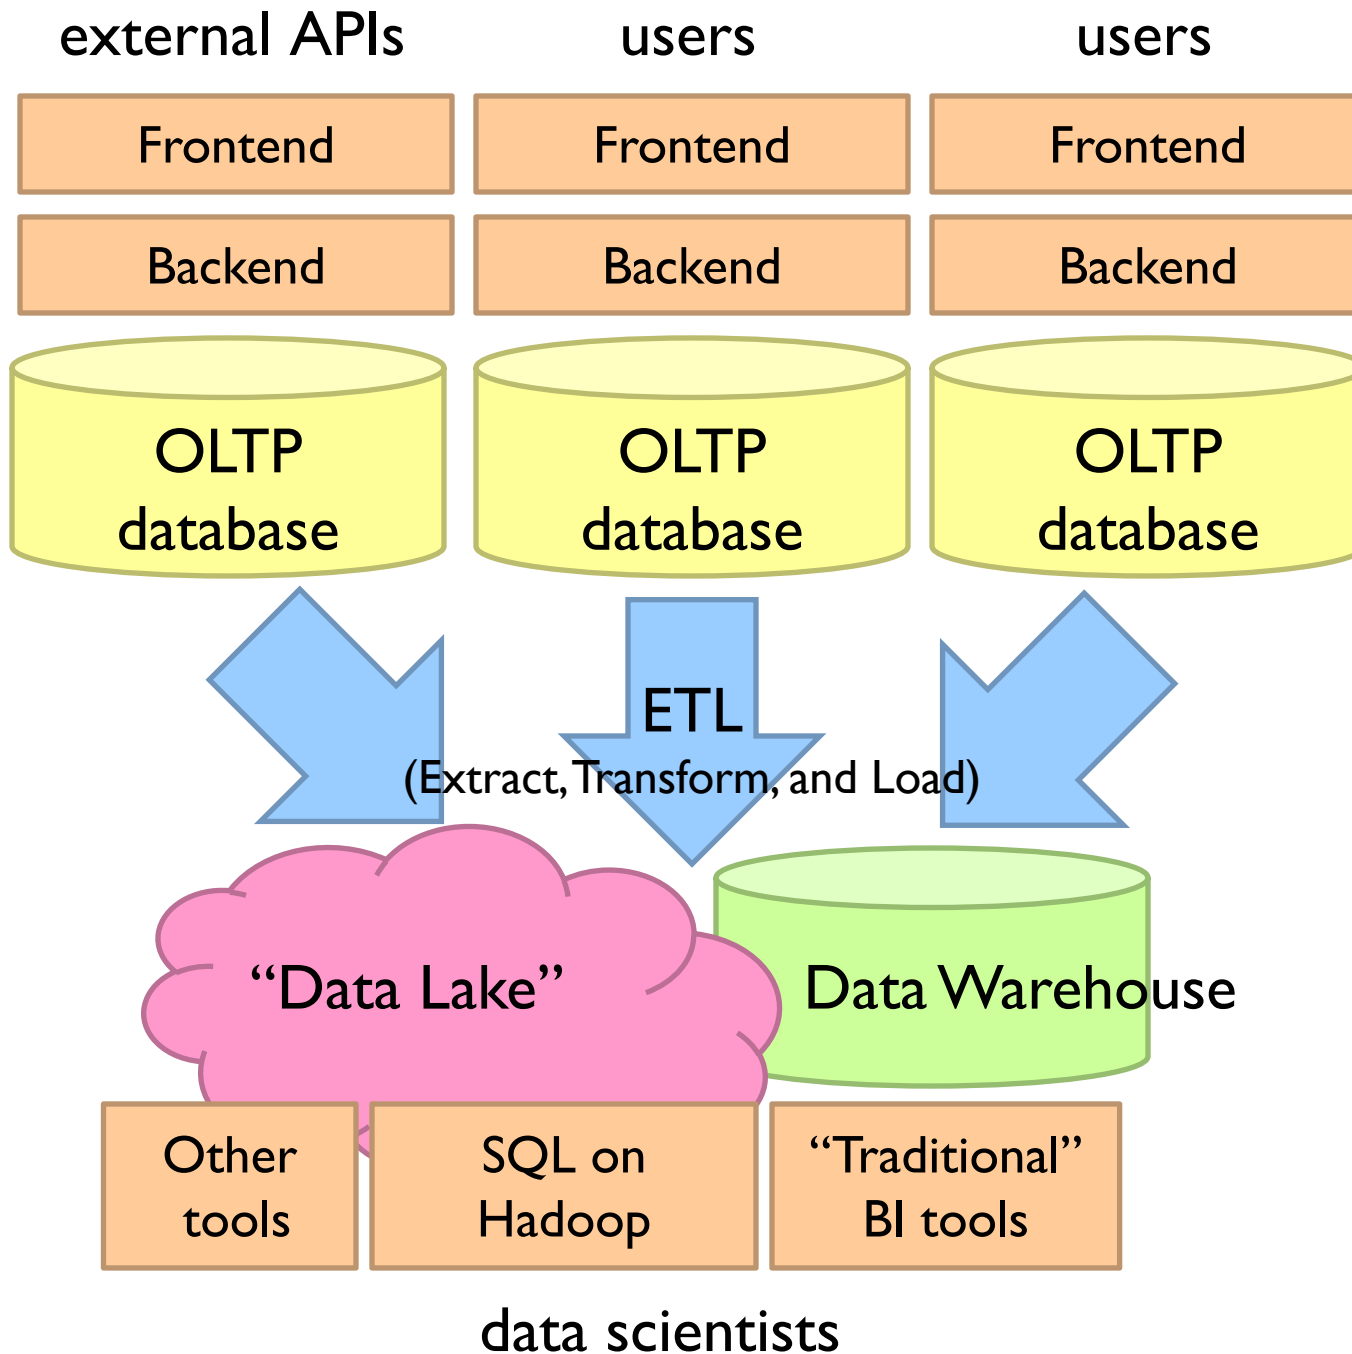 external APIs
users
users
Frontend
Frontend
Frontend
Backend
Backend
Backend
OLTP
database
OLTP
database
OLTP
database
ETL
(Extract, Transform, and Load)
“Data Lake”
Data Warehouse
Other
tools
SQL on
Hadoop
“Traditional”
BI tools
data scientists